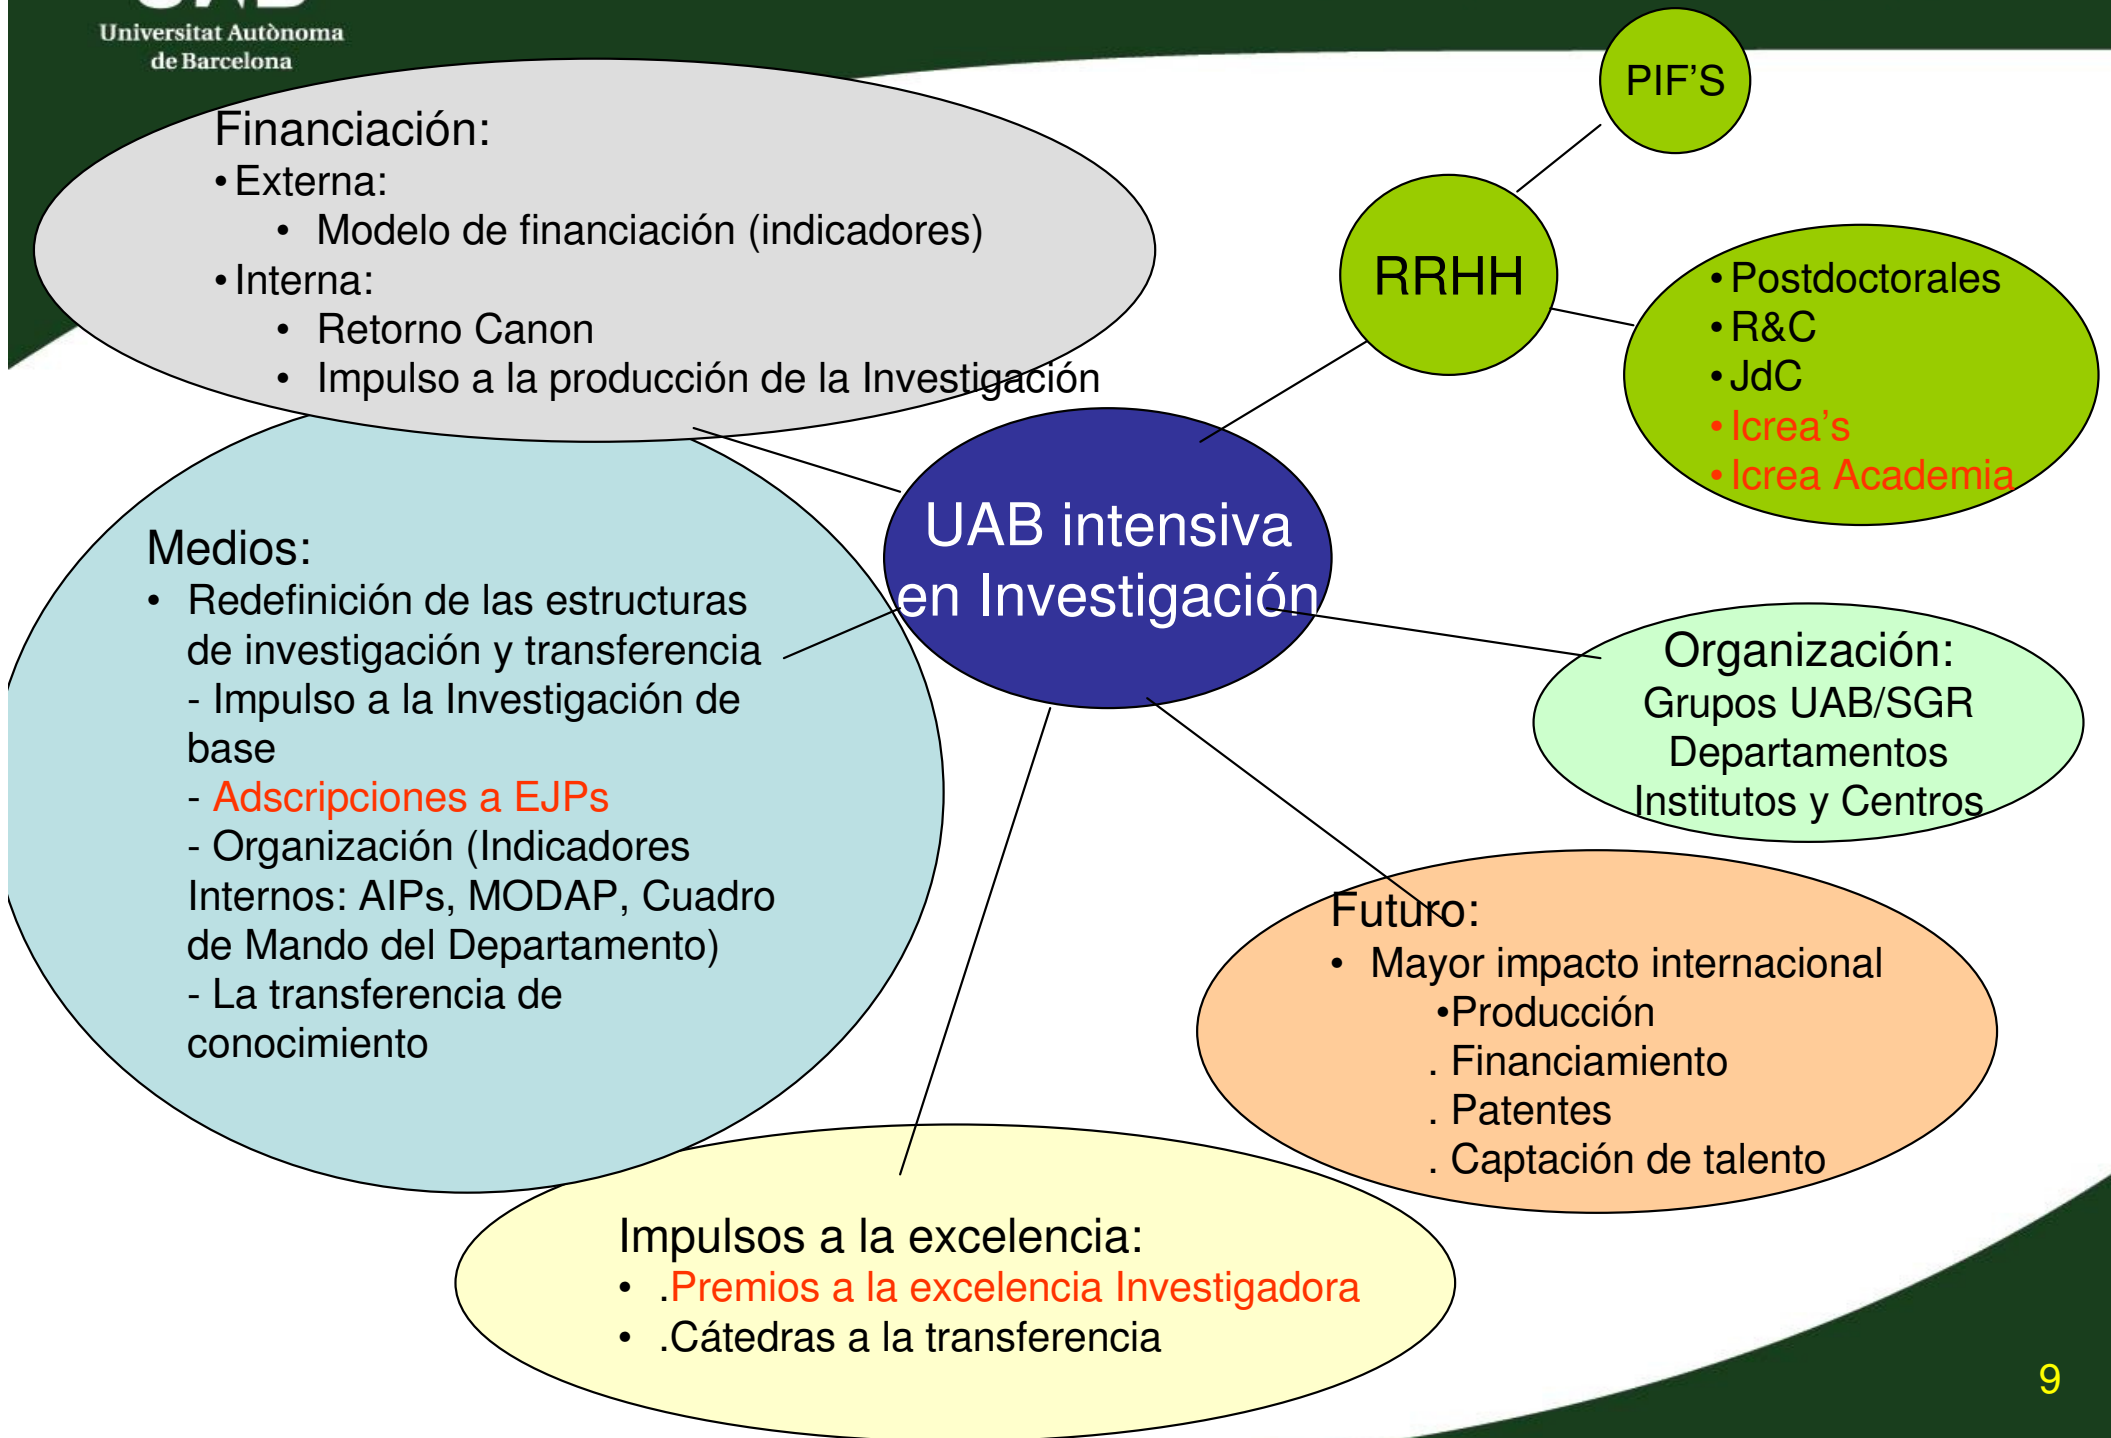 UAB
Universitat Autònoma
de Barcelona
Financiación:
• Externa:
• Modelo de financiación (indicadores)
• Interna:
• Retorno Canon
• Impulso a la producción de la Investigación
PIF'S
RRHH
• Postdoctorales
• R&C
• JdC
• Icrea's
• Icrea Academia
UAB intensiva
en Investigación
Medios:
• Redefinición de las estructuras
de investigación y transferencia
- Impulso a la Investigación de
base
- Adscripciones a EJPs
- Organización (Indicadores
Internos: AIPs, MODAP, Cuadro
de Mando del Departamento)
- La transferencia de
conocimiento
Organización:
Grupos UAB/SGR
Departamentos
Institutos y Centros
Futuro:
• Mayor impacto internacional
•Producción
. Financiamiento
. Patentes
. Captación de talento
Impulsos a la excelencia:
• .Premios a la excelencia Investigadora
• .Cátedras a la transferencia
9